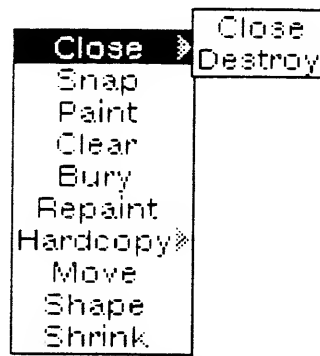 Close
Snap
Paint
Clear
Bury
Repaint
Hardcopy
Move
Shape
Shrink
Close
Destroy